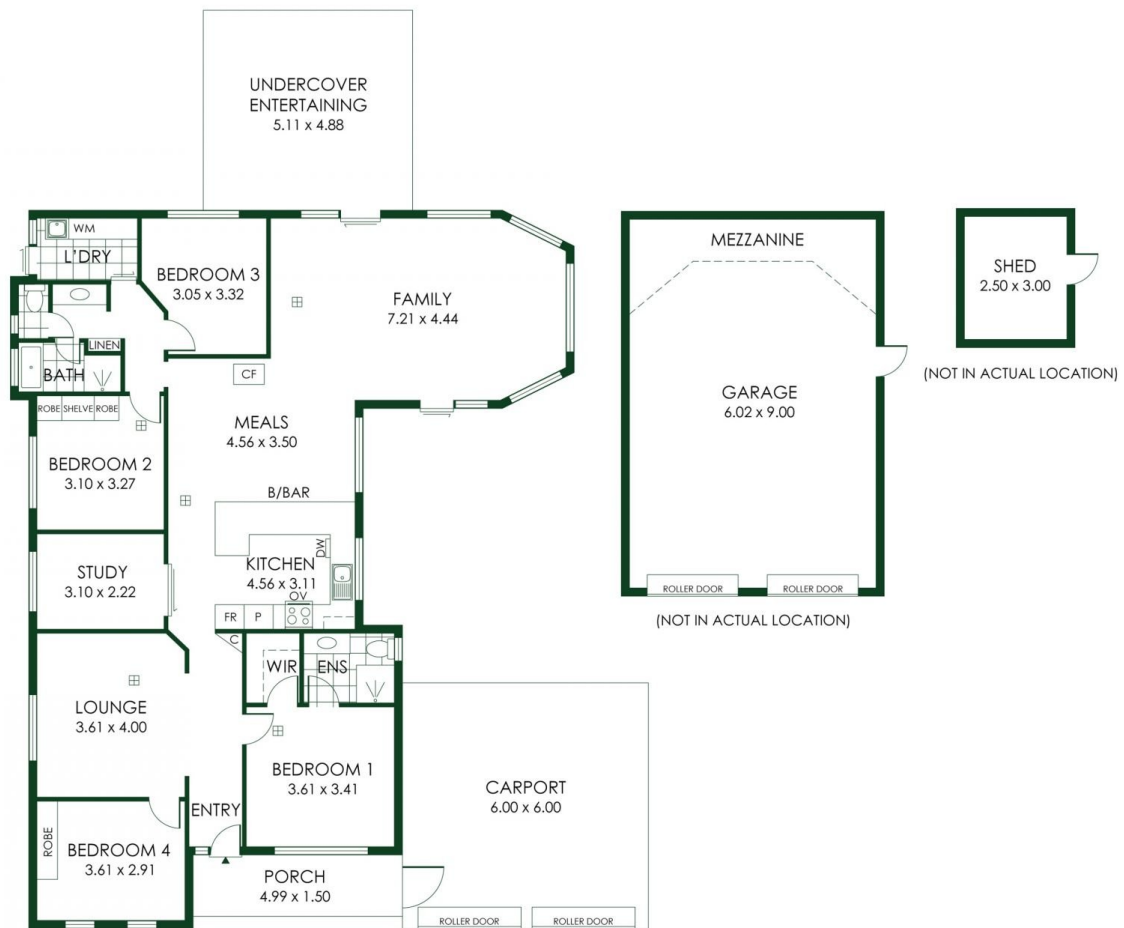 UNDERCOVER
ENTERTAINING
5.11 x 4.88
WM
L'DRY
BEDROOM 3
3.05 x 3.32
FAMILY
7.21 x 4.44
LINEN
BATH
CF
ROBE SHELVE ROBE
MEALS
4.56 x 3.50
BEDROOM 2
3.10 x 3.27
B/BAR
STUDY
3.10 x 2.22
KITCHEN
4.56 x 3.11
DW
OV
FR
P
C
WIR
ENS
LOUNGE
3.61 x 4.00
BEDROOM 1
3.61 x 3.41
ENTRY
ROBE
BEDROOM 4
3.61 x 2.91
PORCH
4.99 x 1.50
CARPORT
6.00 x 6.00
ROLLER DOOR
ROLLER DOOR
MEZZANINE
GARAGE
6.02 x 9.00
ROLLER DOOR
ROLLER DOOR
(NOT IN ACTUAL LOCATION)
SHED
2.50 x 3.00
(NOT IN ACTUAL LOCATION)